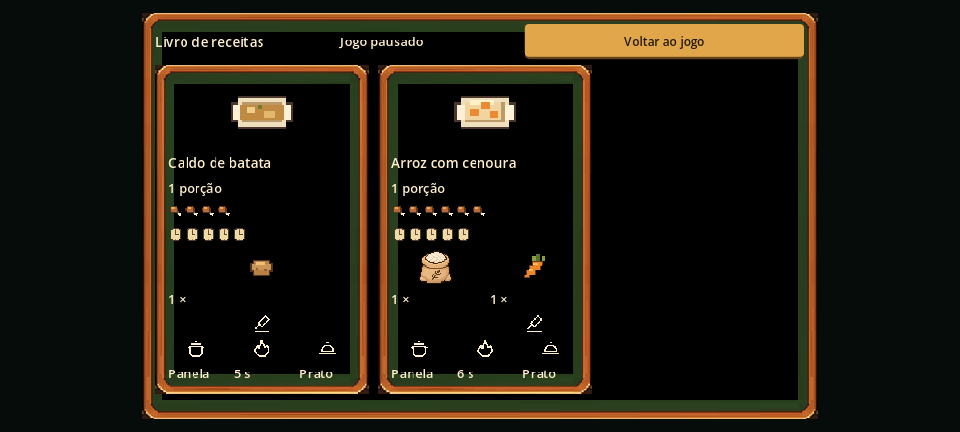 Livro de receitas
Jogo pausado
Voltar ao jogo
Caldo de batata
1 porção
1 ×
Panela 5 s Prato
Arroz com cenoura
1 porção
1 × 1 ×
Panela 6 s Prato